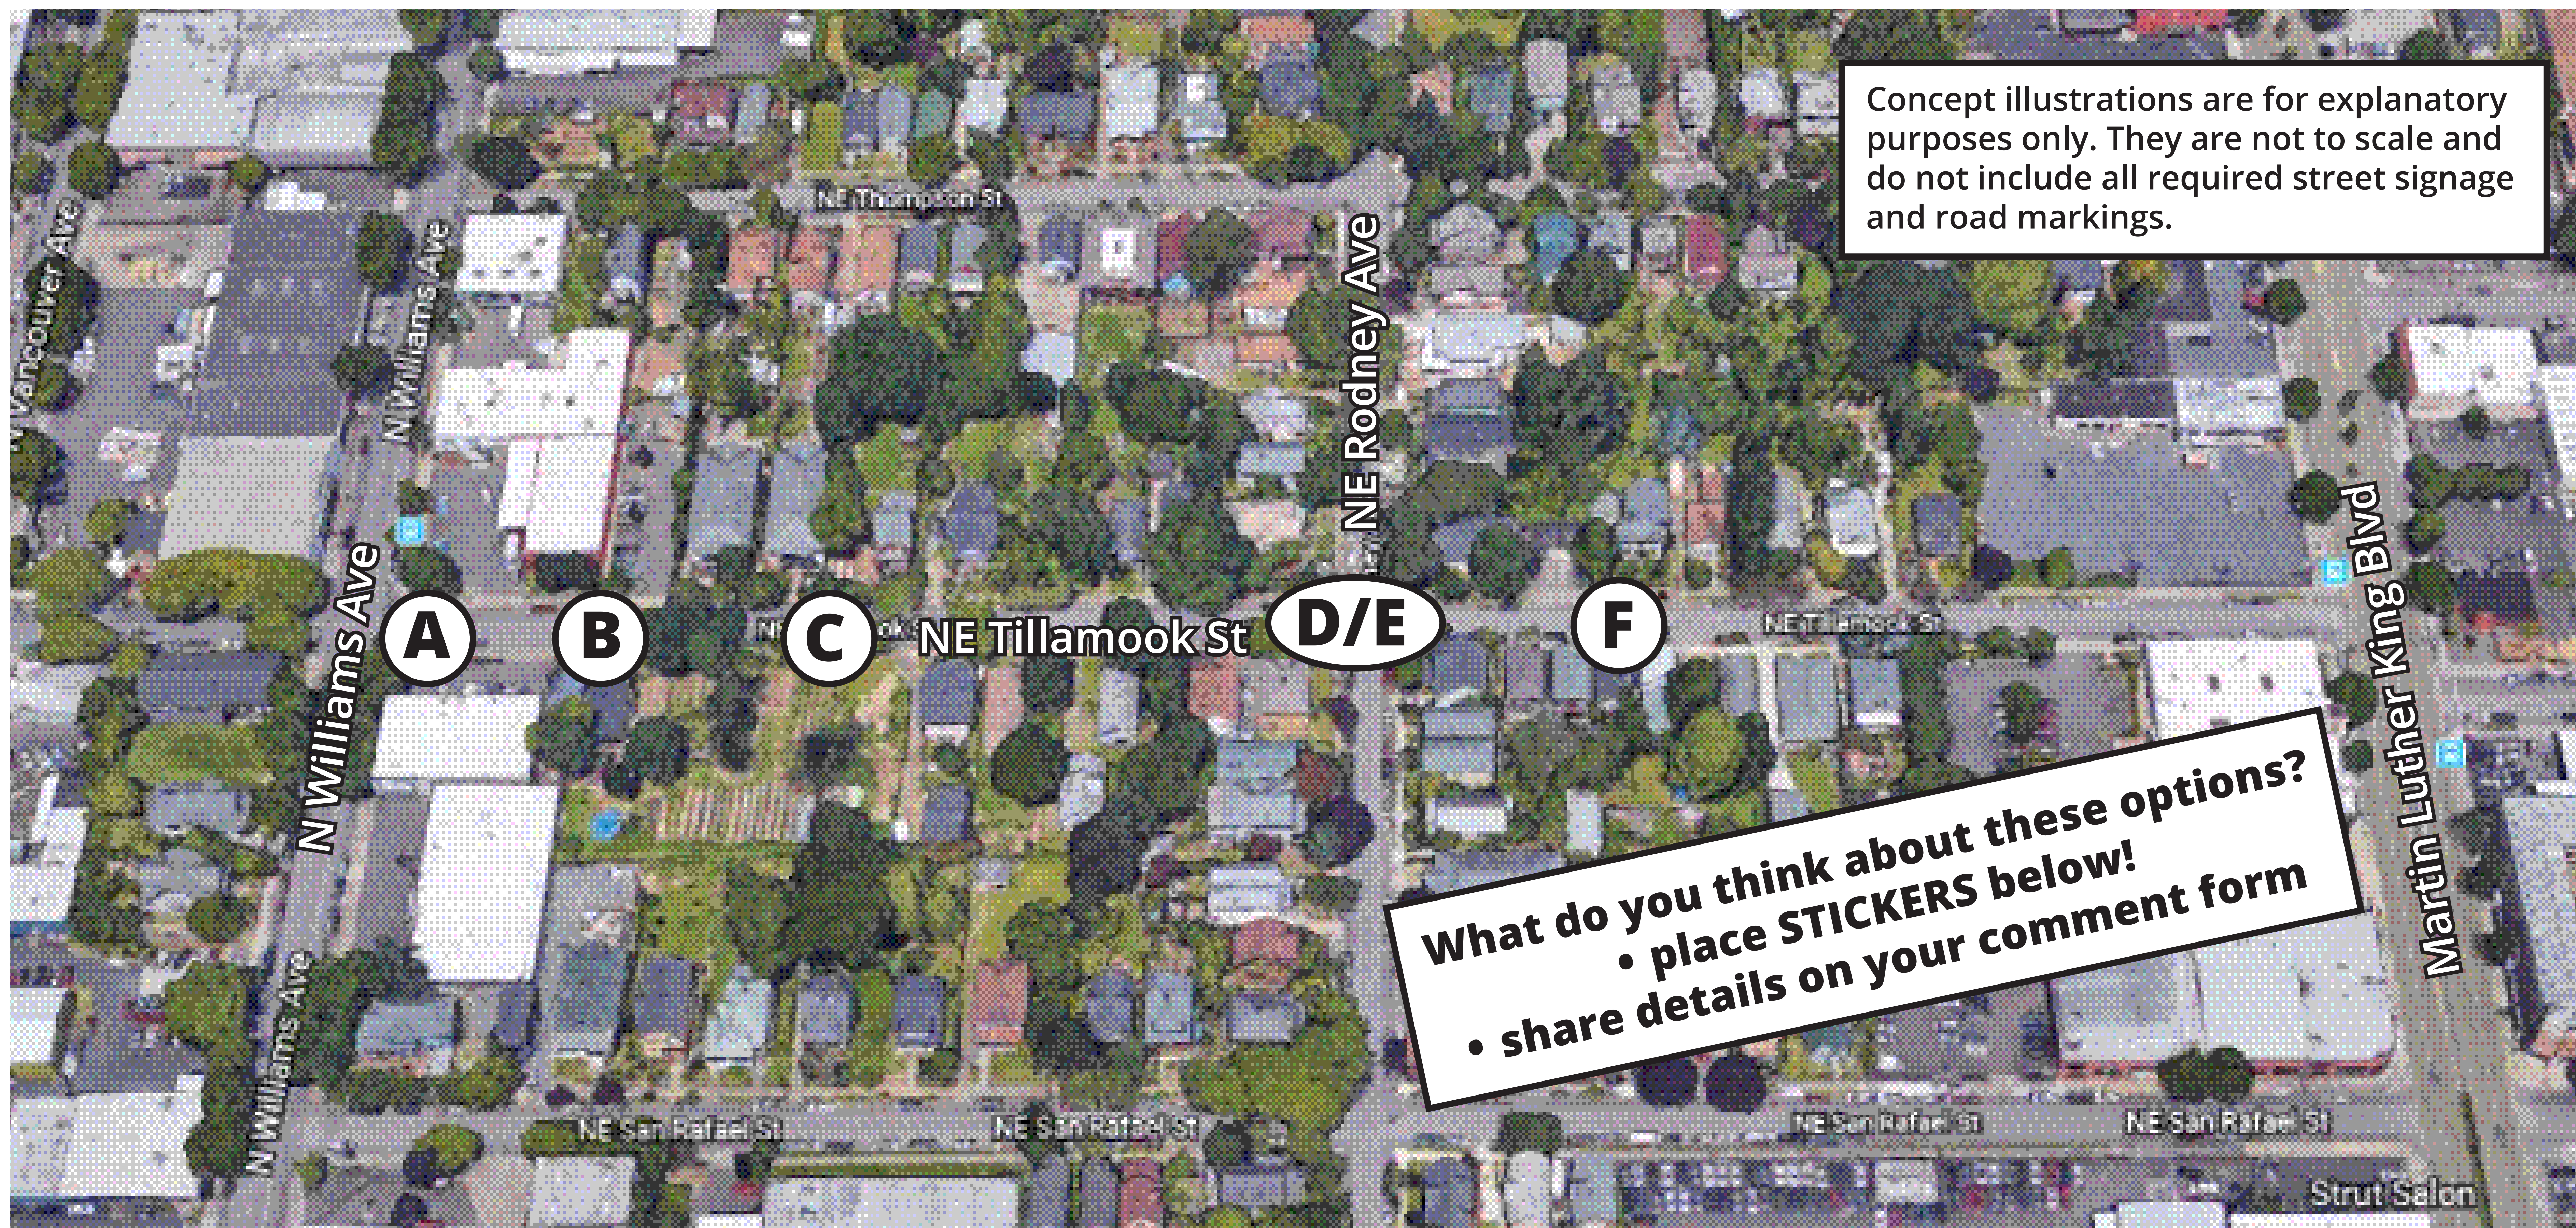 Concept illustrations are for explanatory
purposes only. They are not to scale and
do not include all required street signage
and road markings.
NE Thompson St
N Vancouver Ave
N Williams Ave
NE Rodney Ave
N Williams Ave
Martin Luther King Blvd
A
B
C
NE Tillamook St
D/E
F
NE Tillamook St
What do you think about these options?
• place STICKERS below!
• share details on your comment form
N Williams Ave
NE San Rafael St
NE San Rafael St
NE San Rafael St
NE San Rafael St
Strut Salon